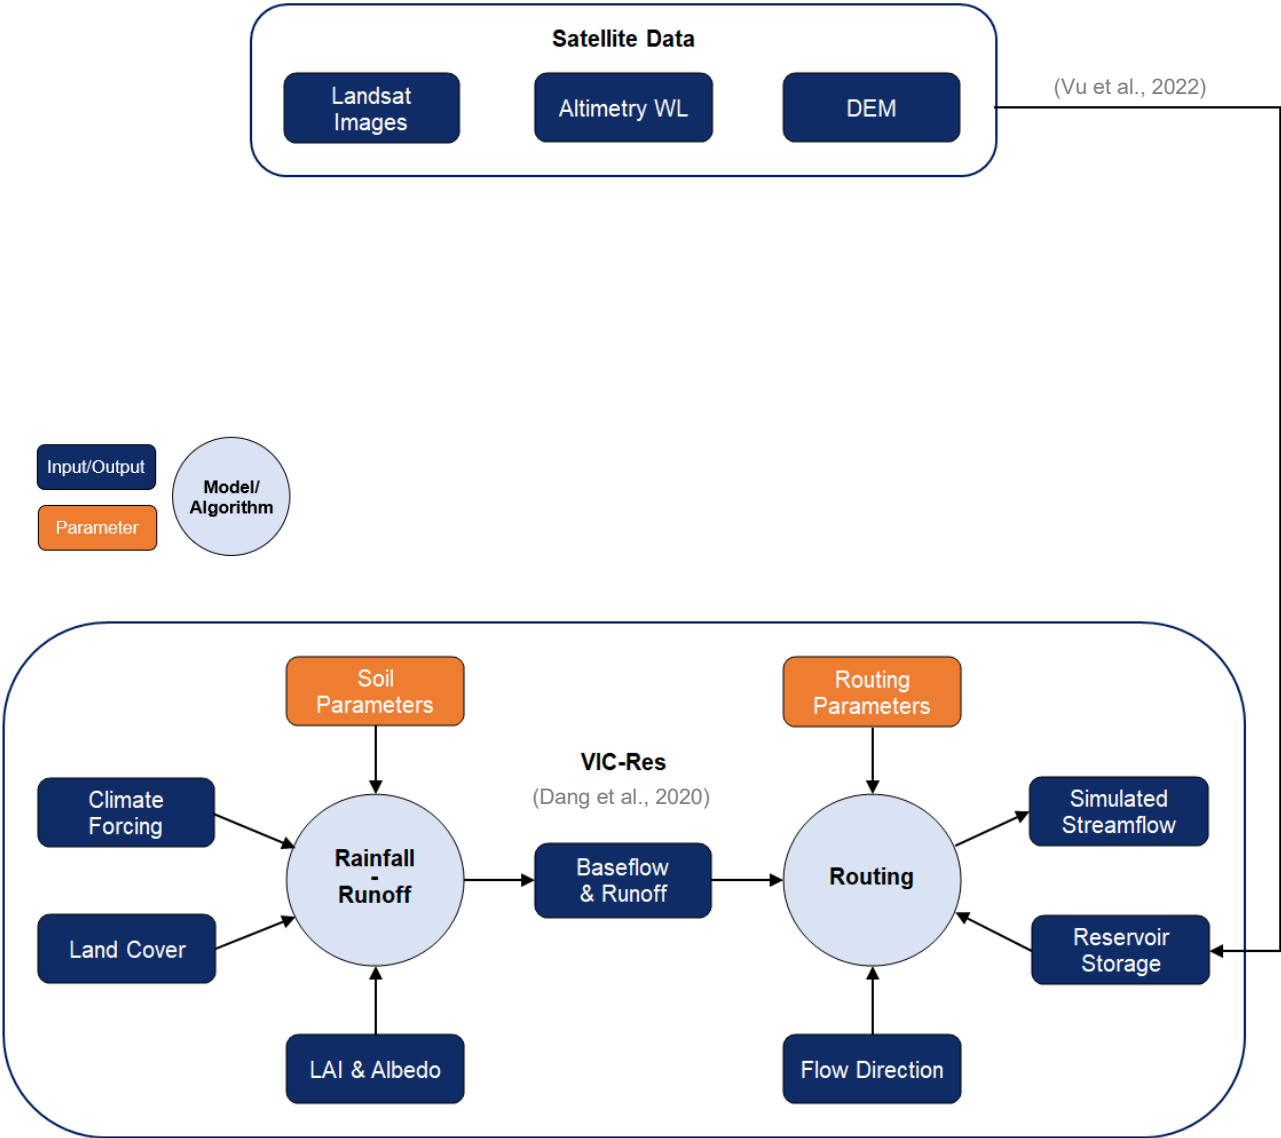 Satellite Data
Landsat
Images
Altimetry WL
DEM
(Vu et al., 2022)
Input/Output
Parameter
Model/
Algorithm
Soil
Parameters
Routing
Parameters
VIC-Res
(Dang et al., 2020)
Climate
Forcing
Simulated
Streamflow
Rainfall
-
Runoff
Baseflow
& Runoff
Routing
Land Cover
Reservoir
Storage
LAI & Albedo
Flow Direction